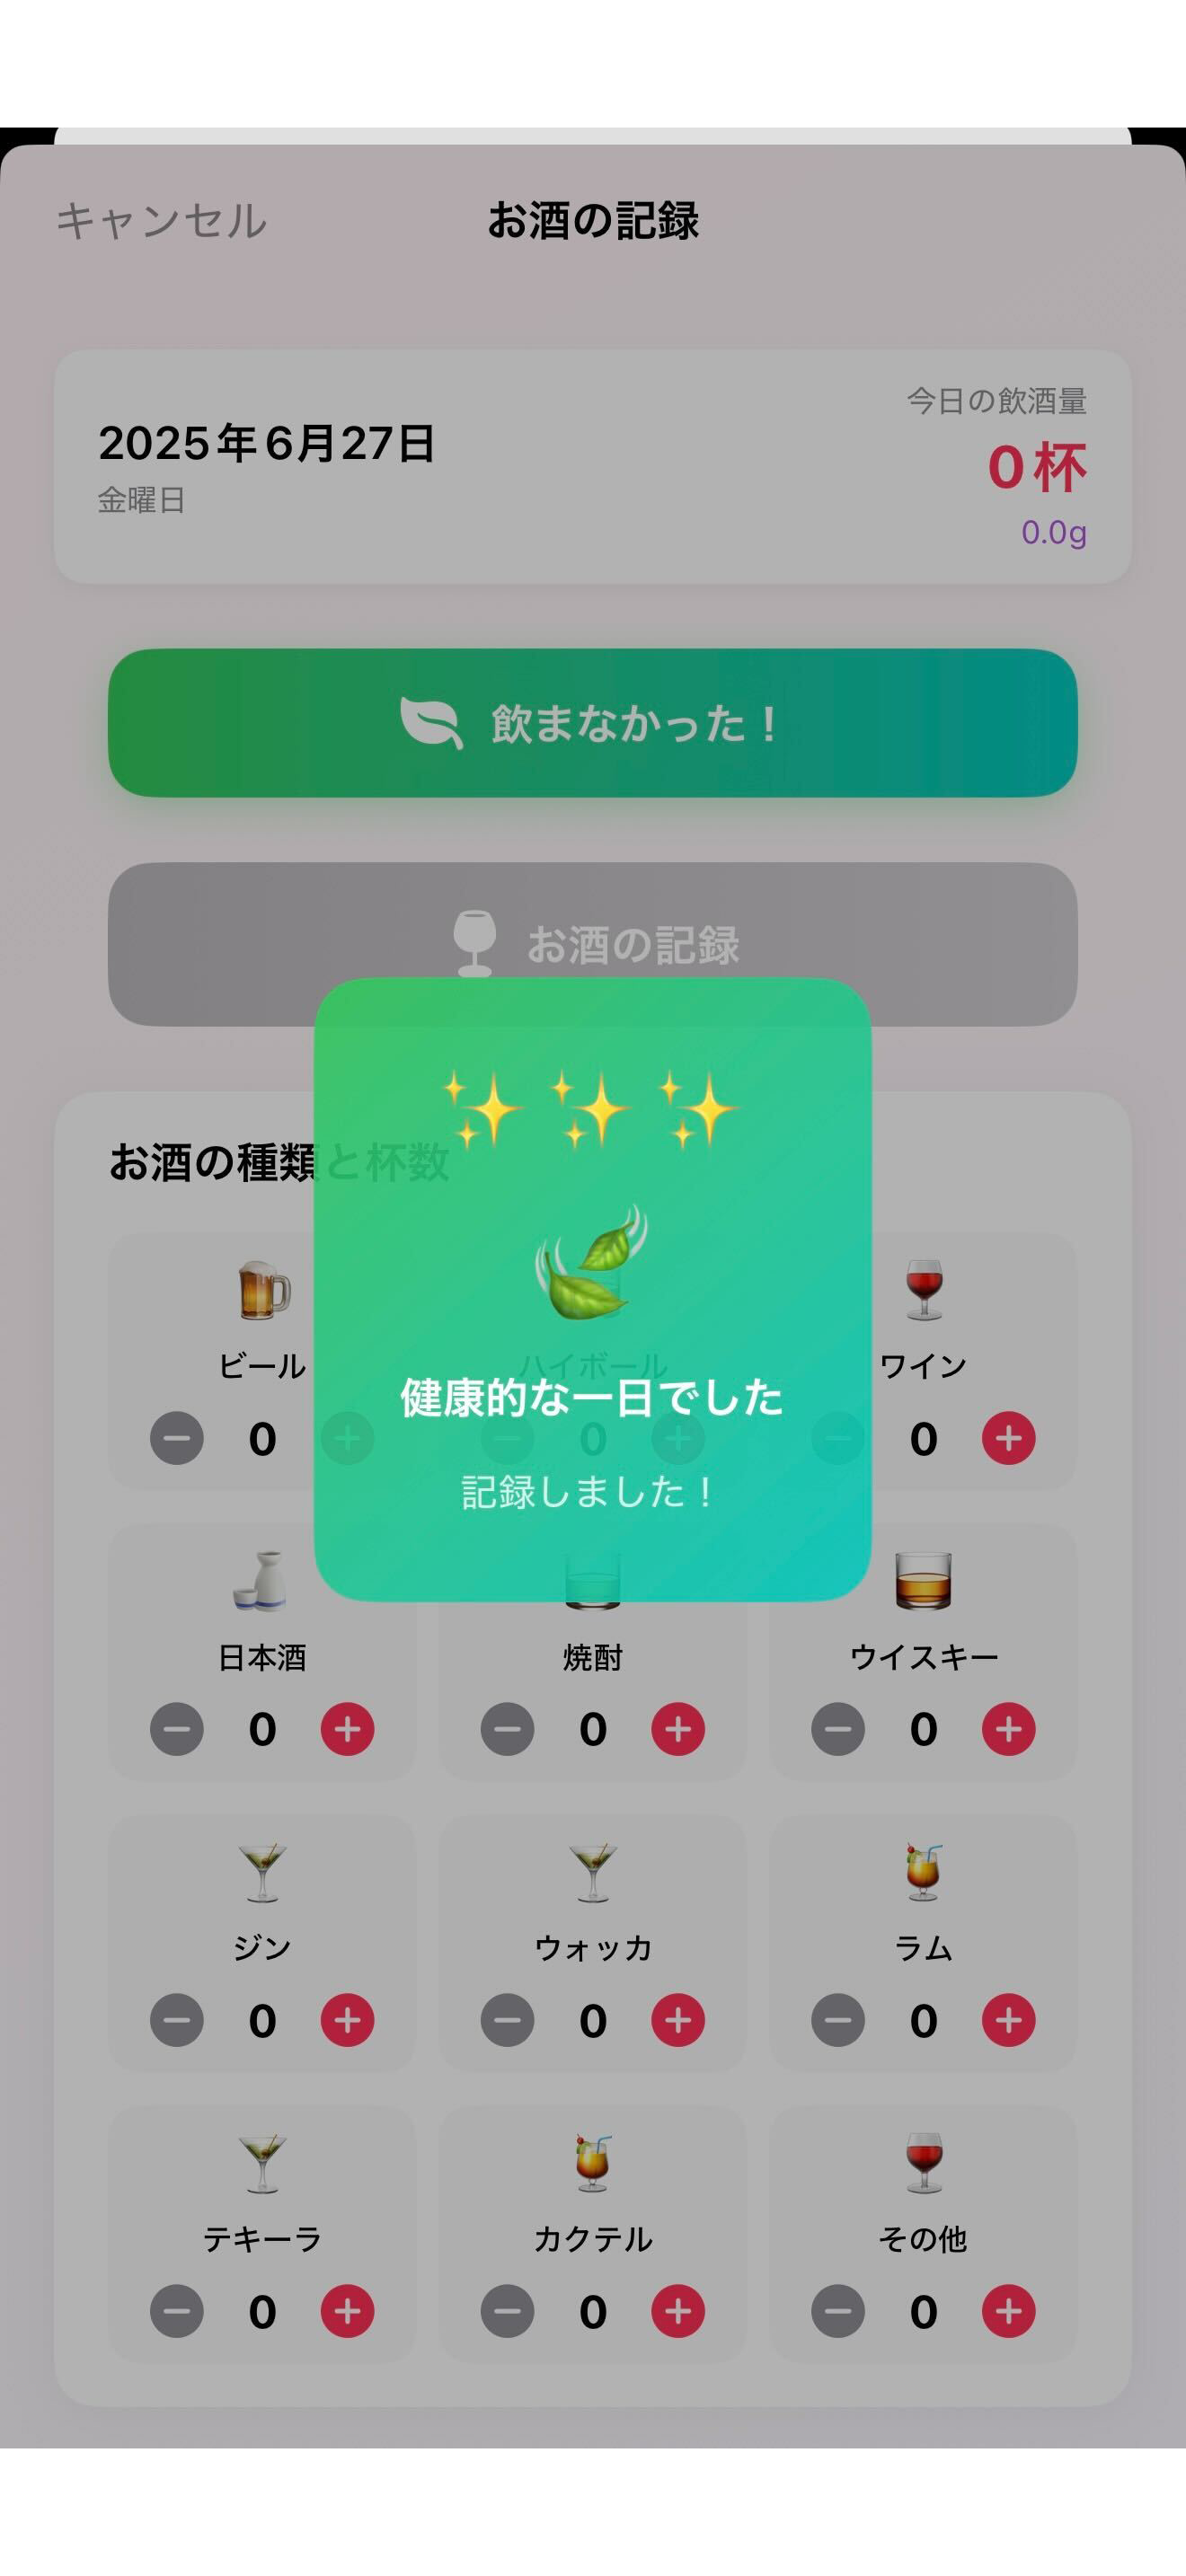 キャンセル
お酒の記録
2025年6月27日
金曜日
今日の飲酒量
0杯
0.0g
飲まなかった！
お酒の記録
お酒の種類と杯数
健康的な一日でした
記録しました！
ビール
ハイボール
ワイン
0
0
0
日本酒
焼酎
ウイスキー
0
0
0
ジン
ウォッカ
ラム
0
0
0
テキーラ
カクテル
その他
0
0
0